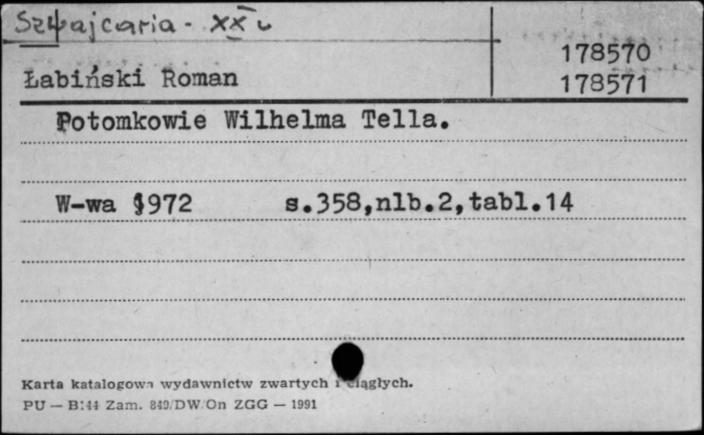 Szwajcaria - XX w
178570
Łabiński Roman 178571
Potomkowie Wilhelma Tella.
W-wa 1972 s.358,nlb.2,tabl.14
Karta katalogowa wydawnictw zwartych i ciągłych.
PU — B144 Zam. 849/DW/On ZGG — 1991